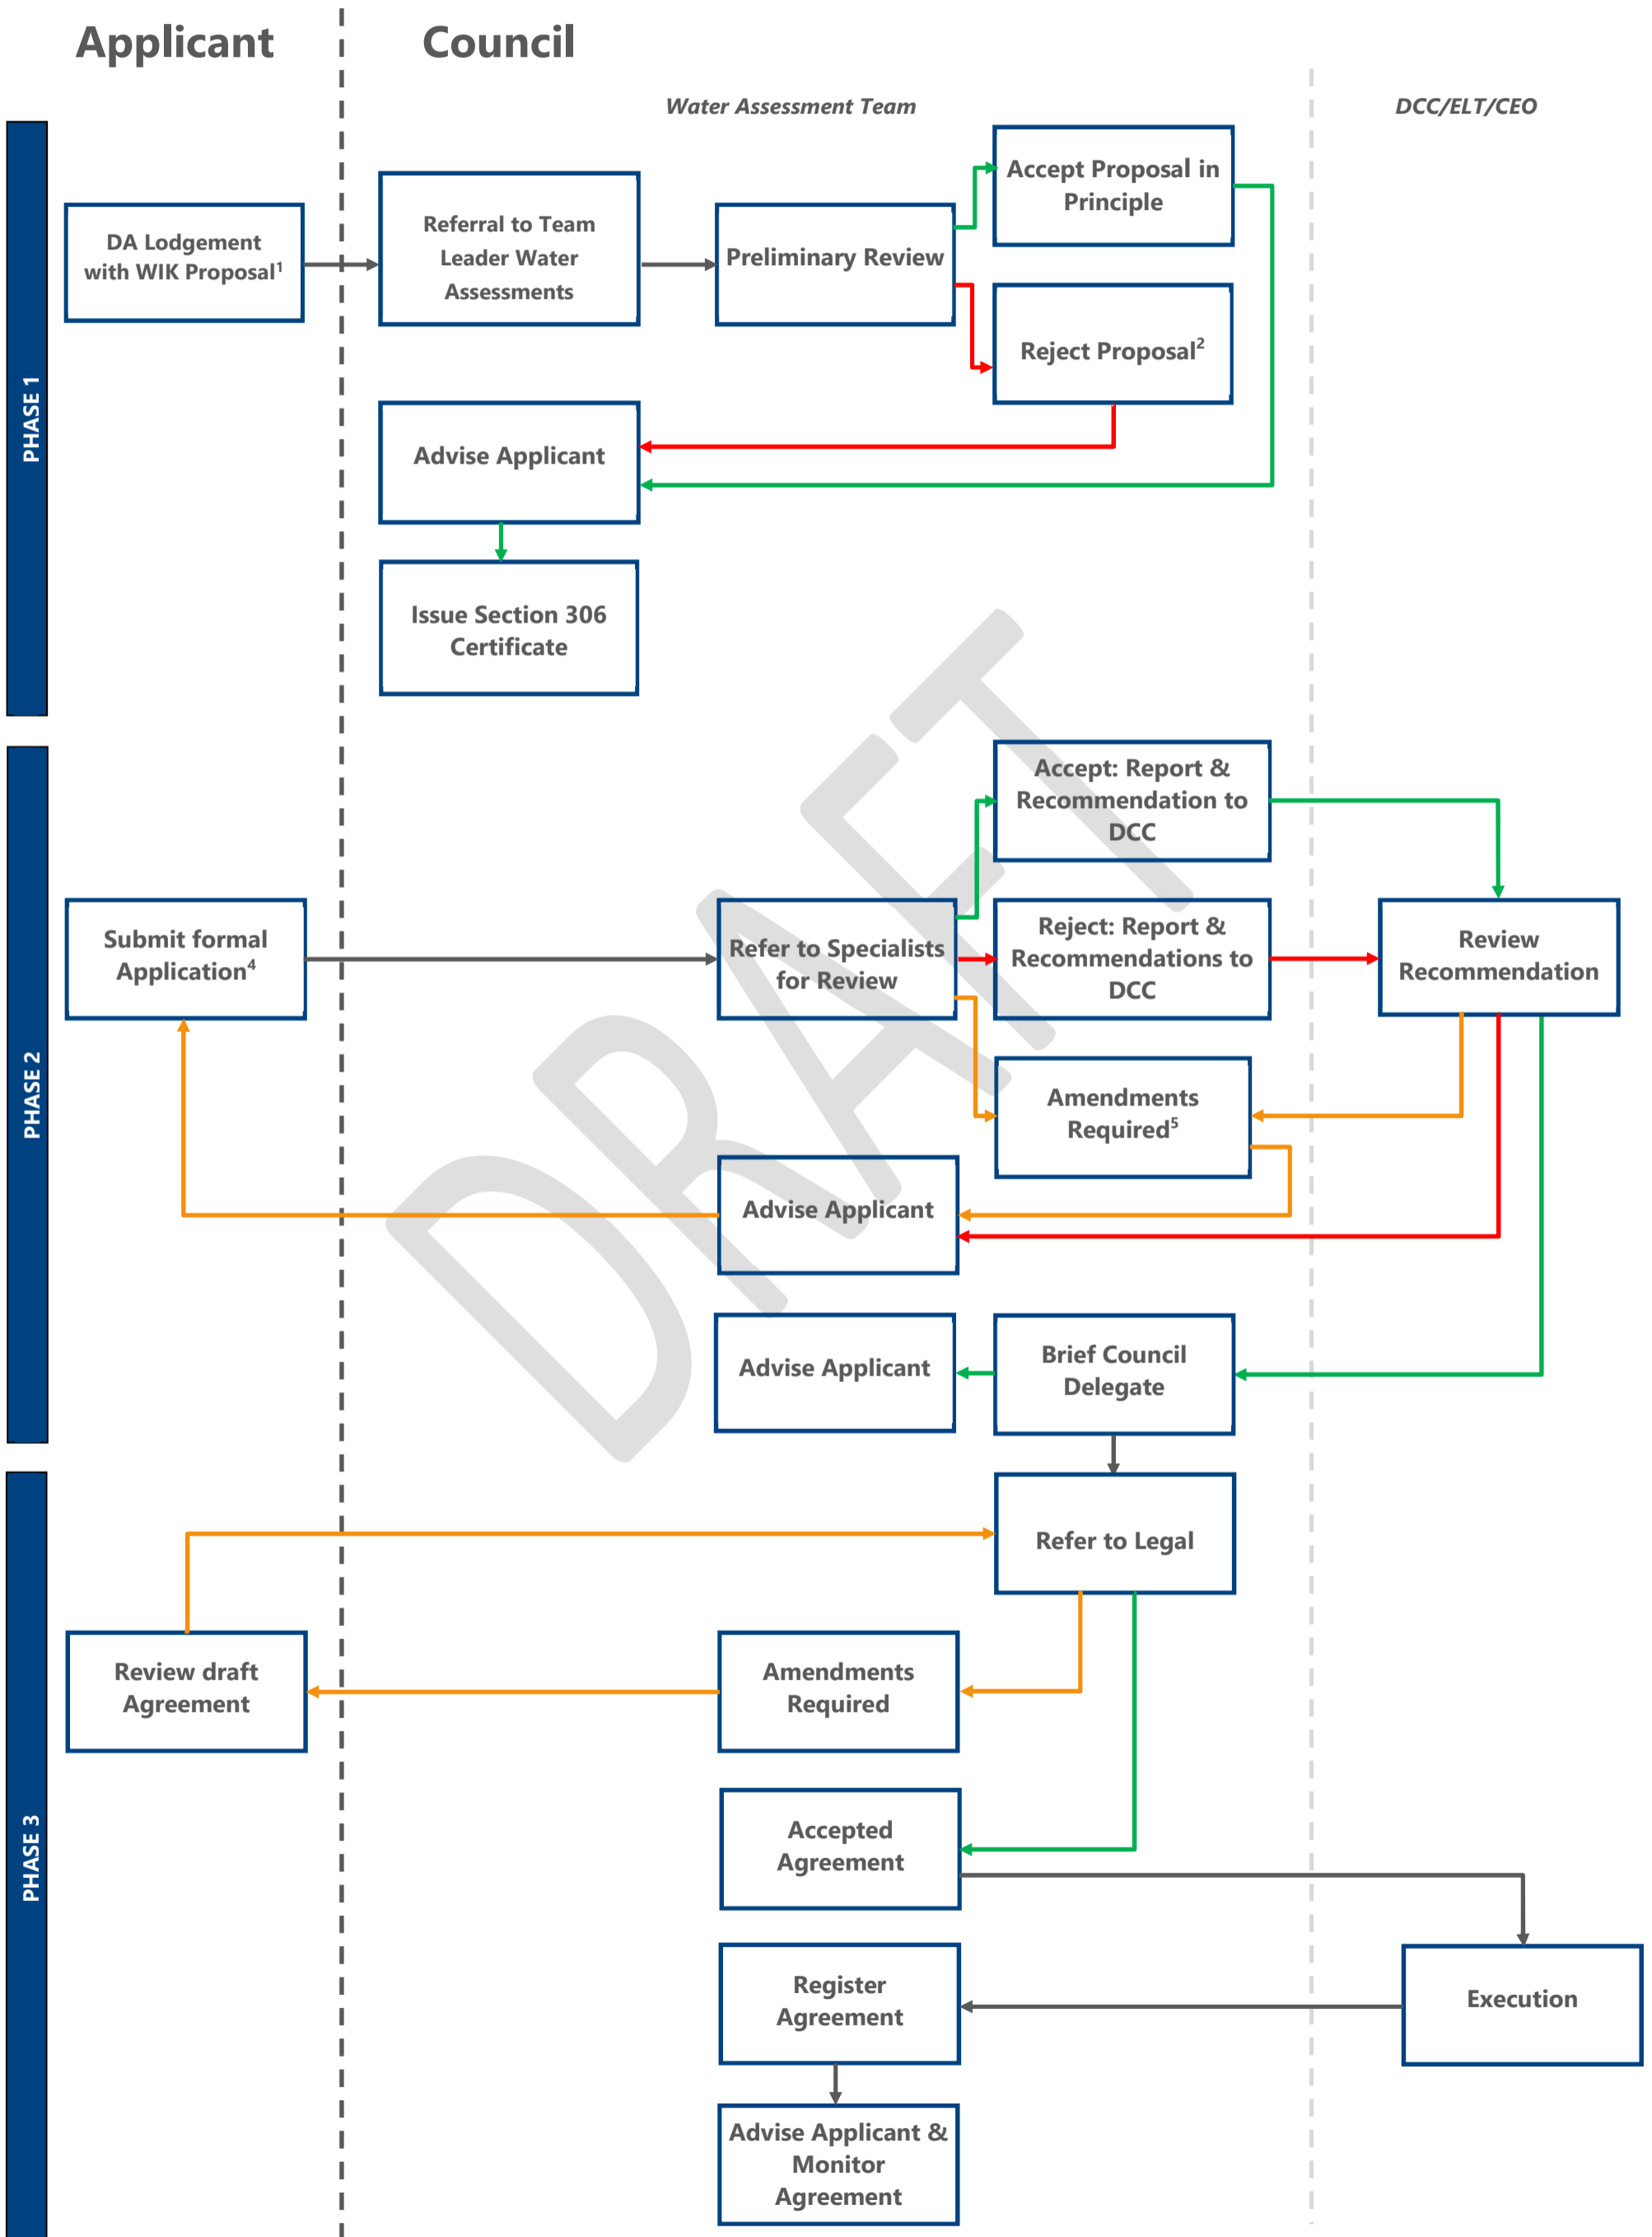 Applicant
Council
Water Assessment Team
DCC/ELT/CEO
PHASE 1
DA Lodgement
with WIK Proposal¹
Referral to Team
Leader Water
Assessments
Preliminary Review
Accept Proposal in
Principle
Reject Proposal²
Advise Applicant
Issue Section 306
Certificate
DRAFT
PHASE 2
Submit formal
Application⁴
Refer to Specialists
for Review
Accept: Report &
Recommendation to
DCC
Reject: Report &
Recommendations to
DCC
Review
Recommendation
Amendments
Required⁵
Advise Applicant
Advise Applicant
Brief Council
Delegate
PHASE 3
Refer to Legal
Review draft
Agreement
Amendments
Required
Accepted
Agreement
Register
Agreement
Execution
Advise Applicant &
Monitor
Agreement